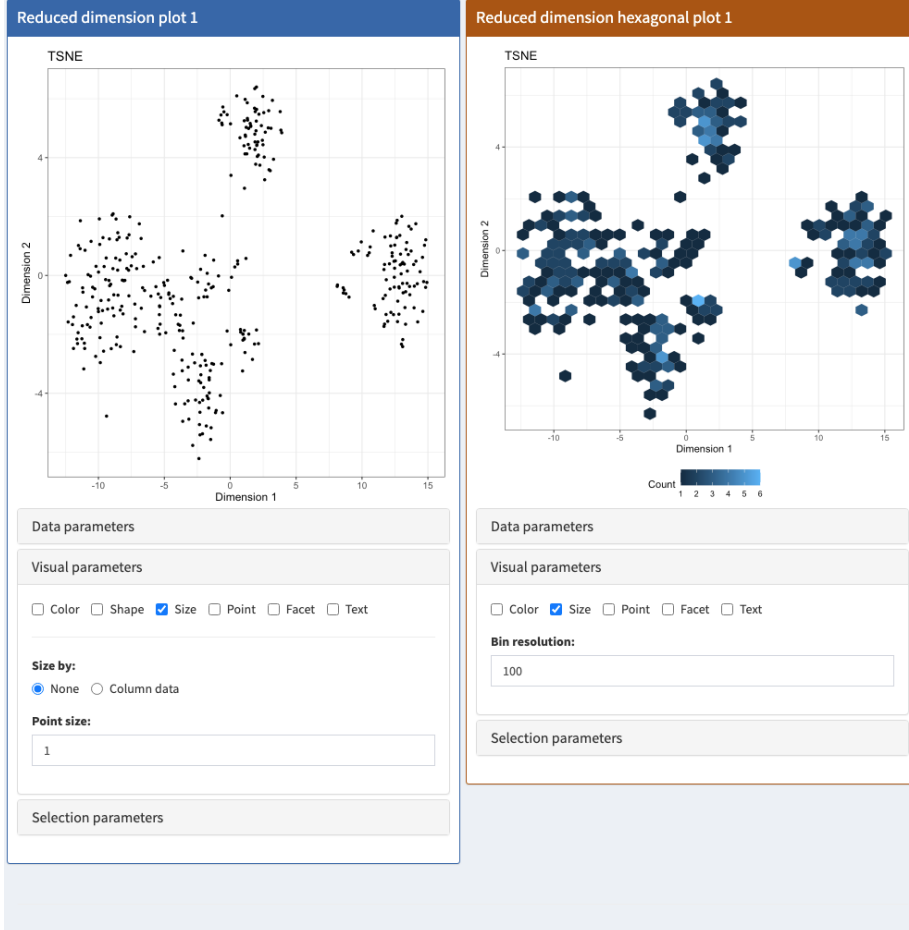 Reduced dimension plot 1
TSNE
Dimension 2
4
0
-4
-10 -5 0 5 10 15
Dimension 1
Data parameters
Visual parameters
Color Shape Size Point Facet Text
Size by:
None Column data
Point size:
1
Selection parameters
Reduced dimension hexagonal plot 1
TSNE
Dimension 2
4
0
-4
-10 -5 0 5 10 15
Dimension 1
Count
1 2 3 4 5 6
Data parameters
Visual parameters
Color Size Point Facet Text
Bin resolution:
100
Selection parameters